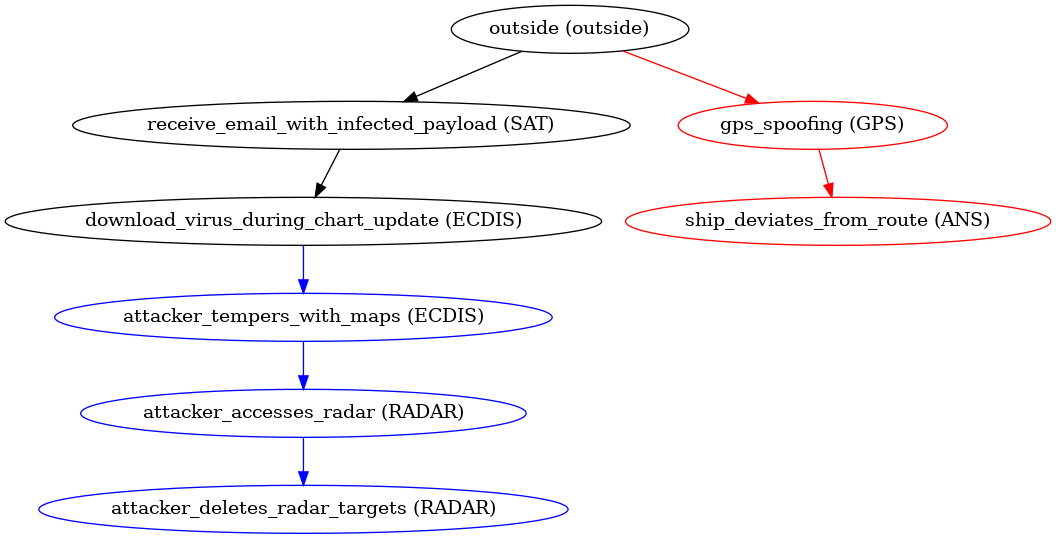 outside (outside)
receive_email_with_infected_payload (SAT)
gps_spoofing (GPS)
download_virus_during_chart_update (ECDIS)
ship_deviates_from_route (ANS)
attacker_tempers_with_maps (ECDIS)
attacker_accesses_radar (RADAR)
attacker_deletes_radar_targets (RADAR)